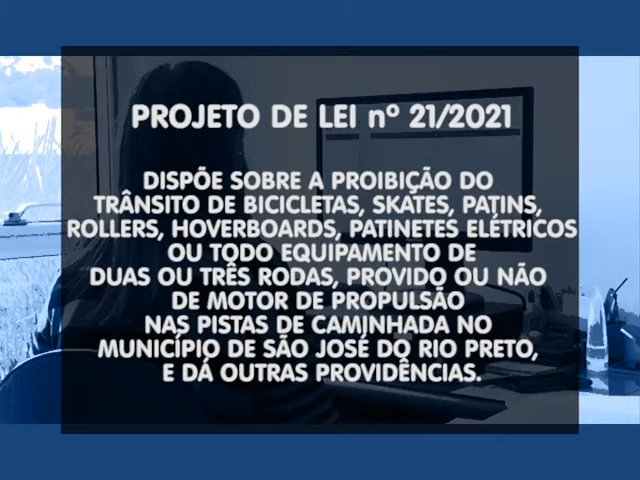 PROJETO DE LEI nº 21/2021
DISPÕE SOBRE A PROIBIÇÃO DO
TRÂNSITO DE BICICLETAS, SKATES, PATINS,
ROLLERS, HOVERBOARDS, PATINETES ELÉTRICOS
OU TODO EQUIPAMENTO DE
DUAS OU TRÊS RODAS, PROVIDO OU NÃO
DE MOTOR DE PROPULSÃO
NAS PISTAS DE CAMINHADA NO
MUNICÍPIO DE SÃO JOSÉ DO RIO PRETO,
E DÁ OUTRAS PROVIDÊNCIAS.